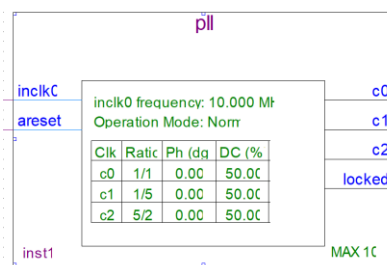 pll
inclk0
areset
inclk0 frequency: 10.000 MH
Operation Mode: Norm
Clk Ratio Ph (dg DC (%
c0 1/1 0.00 50.00
c1 1/5 0.00 50.00
c2 5/2 0.00 50.00
c0
c1
c2
locked
inst1
MAX 10